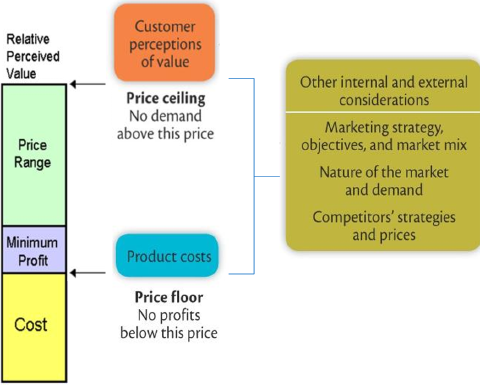 Relative
Perceived
Value
Price
Range
Minimum
Profit
Cost
Customer
perceptions
of value
Price ceiling
No demand
above this price
Product costs
Price floor
No profits
below this price
Other internal and external
considerations
Marketing strategy,
objectives, and market mix
Nature of the market
and demand
Competitors' strategies
and prices